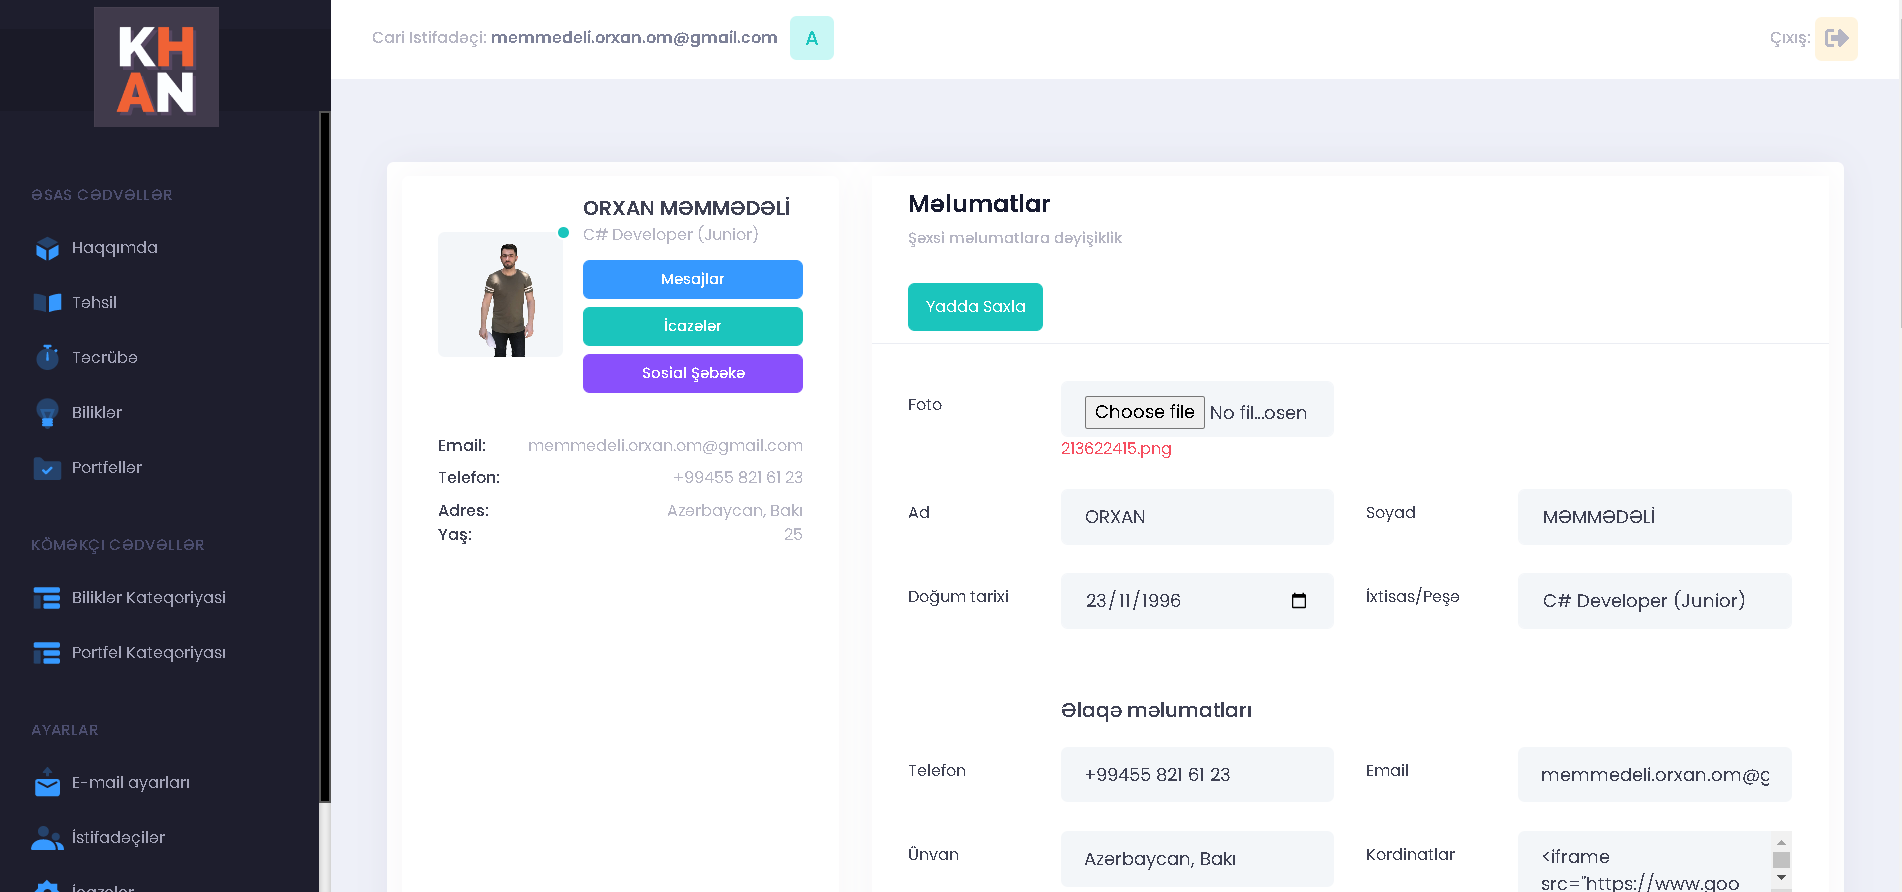 KH
AN
ƏSAS CƏDVƏLLƏR
Haqqımda
Təhsil
Təcrübə
Biliklər
Portfellər
KÖMƏKÇI CƏDVƏLLƏR
Biliklər Kateqoriyasi
Portfel Kateqoriyası
AYARLAR
E-mail ayarları
İstifadəçilər
İcazələr
Cari Istifadəçi: memmedeli.orxan.om@gmail.com A
Çıxış:
ORXAN MƏMMƏDƏLİ
C# Developer (Junior)
Mesajlar
İcazələr
Sosial Şəbəkə
Email: memmedeli.orxan.om@gmail.com
Telefon: +99455 821 61 23
Adres: Azərbaycan, Bakı
Yaş: 25
Məlumatlar
Şəxsi məlumatlara dəyişiklik
Yadda Saxla
Foto Choose file No fil...osen
213622415.png
Ad ORXAN Soyad MƏMMƏDƏLİ
Doğum tarixi 23/11/1996 İxtisas/Peşə C# Developer (Junior)
Əlaqə məlumatları
Telefon +99455 821 61 23 Email memmedeli.orxan.om@g
Ünvan Azərbaycan, Bakı Kordinatlar <iframe
src="https://www.goo